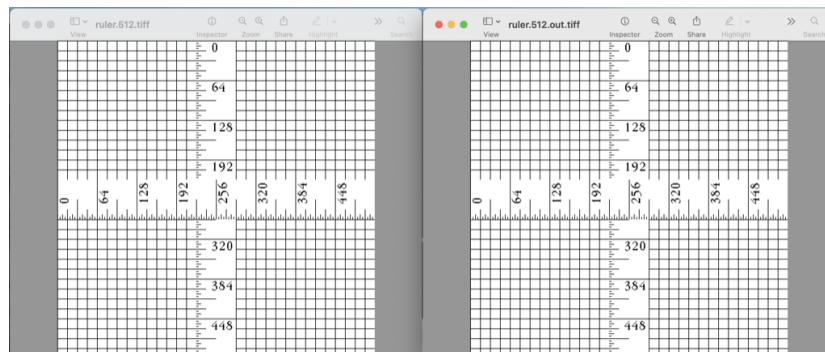 ruler.512.tiff
View
Inspector
Zoom
Share
Highlight
Search
0
64
128
192
0 64 128 192 256 320 384 448
320
384
448
ruler.512.out.tiff
View
Inspector
Zoom
Share
Highlight
Search
0
64
128
192
0 64 128 192 256 320 384 448
320
384
448